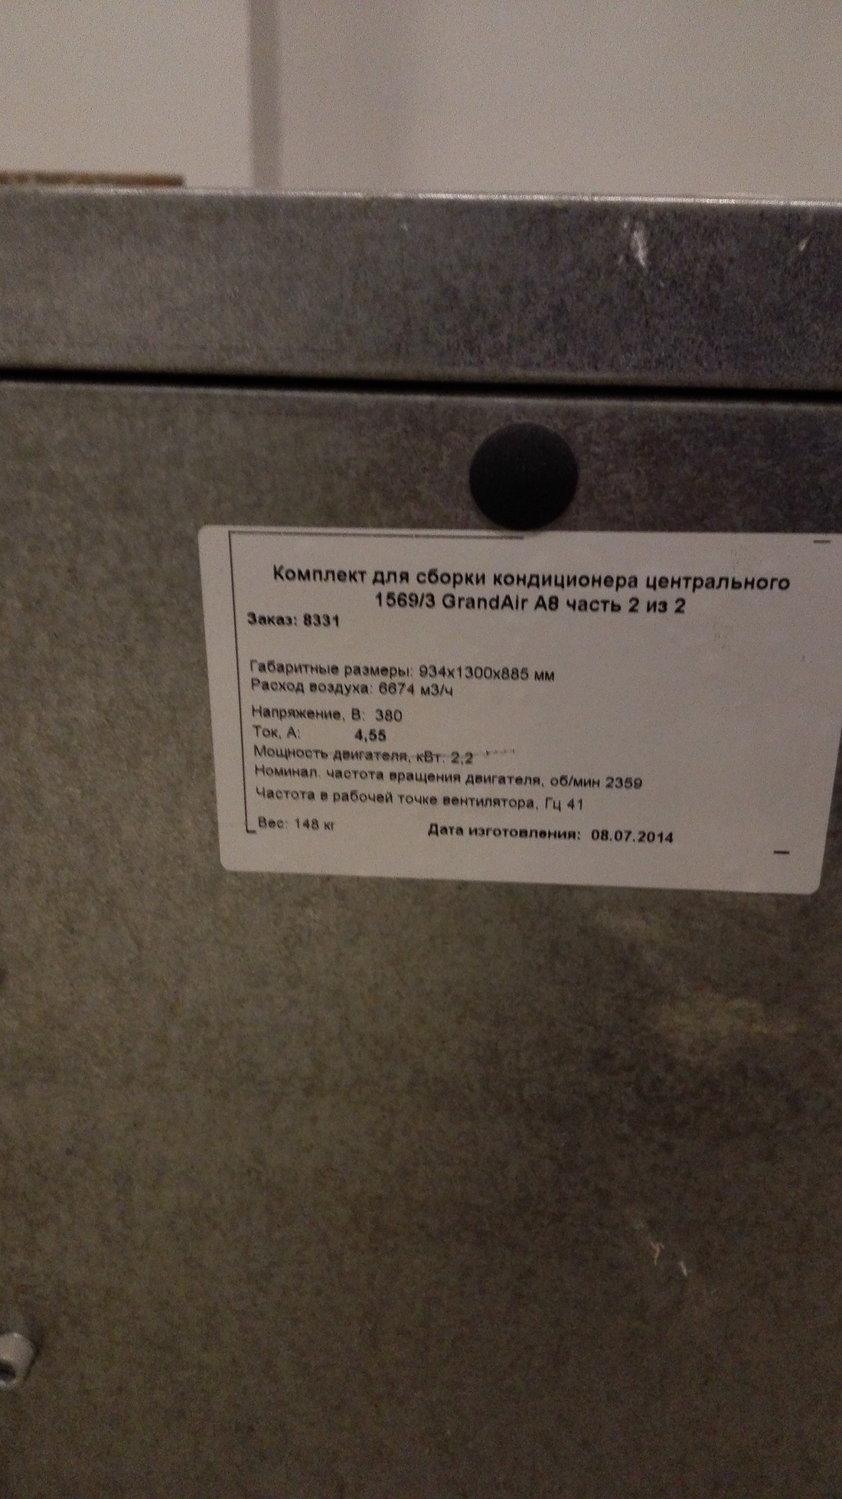 Комплект для сборки кондиционера центрального
1569/3 GrandAir A8 часть 2 из 2
Заказ: 8331
Габаритные размеры: 934x1300x885 мм
Расход воздуха: 6674 м3/ч
Напряжение, В: 380
Ток, А: 4,55
Мощность двигателя, кВт: 2,2
Номинал. частота вращения двигателя, об/мин 2359
Частота в рабочей точке вентилятора, Гц 41
Вес: 148 кг Дата изготовления: 08.07.2014